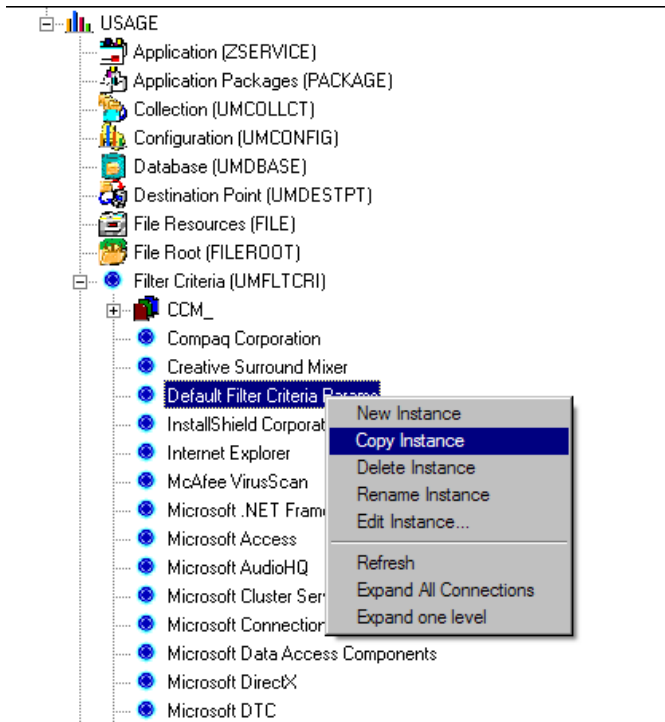 USAGE
Application (ZSERVICE)
Application Packages (PACKAGE)
Collection (UMCOLLCT)
Configuration (UMCONFIG)
Database (UMDBASE)
Destination Point (UMDESTPT)
File Resources (FILE)
File Root (FILEROOT)
Filter Criteria (UMFLTCRI)
CCM_
Compaq Corporation
Creative Surround Mixer
Default Filter Criteria
InstallShield
Internet Explorer
McAfee VirusScan
Microsoft .NET
Microsoft Access
Microsoft AudioHQ
Microsoft Cluster
Microsoft Connection
Microsoft Data Access Components
Microsoft DirectX
Microsoft DTC
New Instance
Copy Instance
Delete Instance
Rename Instance
Edit Instance...
Refresh
Expand All Connections
Expand one level